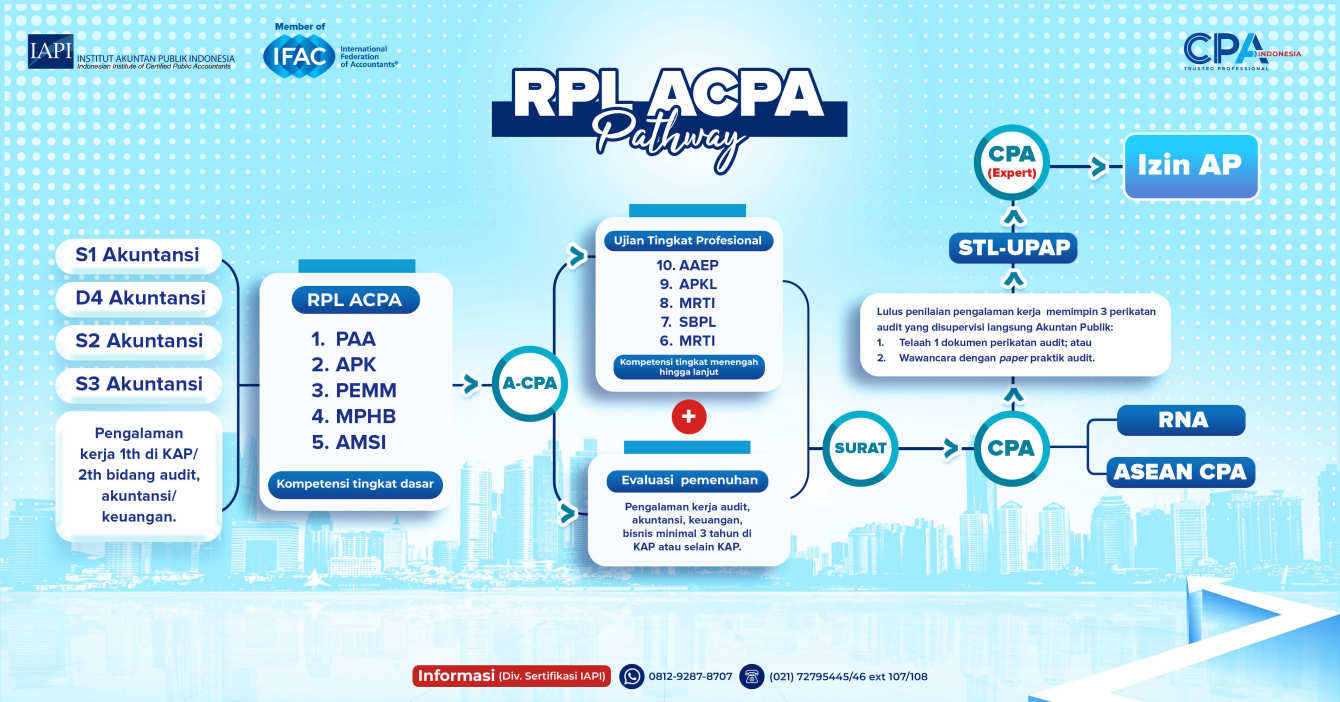 IAPI
INSTITUT AKUNTAN PUBLIK INDONESIA
Indonesian Institute of Certified Public Accountants
Member of
IFAC
International
Federation
of Accountants®
CPA
INDONESIA
TRUSTED PROFESSIONAL
RPL ACPA
Pathway
S1 Akuntansi
D4 Akuntansi
S2 Akuntansi
S3 Akuntansi
Pengalaman
kerja 1th di KAP/
2th bidang audit,
akuntansi/
keuangan.
RPL ACPA
1. PAA
2. APK
3. PEMM
4. MPHB
5. AMSI
Kompetensi tingkat dasar
A-CPA
Ujian Tingkat Profesional
10. AAEP
9. APKL
8. MRTI
7. SBPL
6. MRTI
Kompetensi tingkat menengah
hingga lanjut
+
Evaluasi pemenuhan
Pengalaman kerja audit,
akuntansi, keuangan,
bisnis minimal 3 tahun di
KAP atau selain KAP.
SURAT
CPA
RNA
ASEAN CPA
Lulus penilaian pengalaman kerja memimpin 3 perikatan
audit yang disupervisi langsung Akuntan Publik:
1. Telaah 1 dokumen perikatan audit; atau
2. Wawancara dengan paper praktik audit.
STL-UPAP
CPA
(Expert)
Izin AP
Informasi (Div. Sertifikasi IAPI)
0812-9287-8707
(021) 72795445/46 ext 107/108